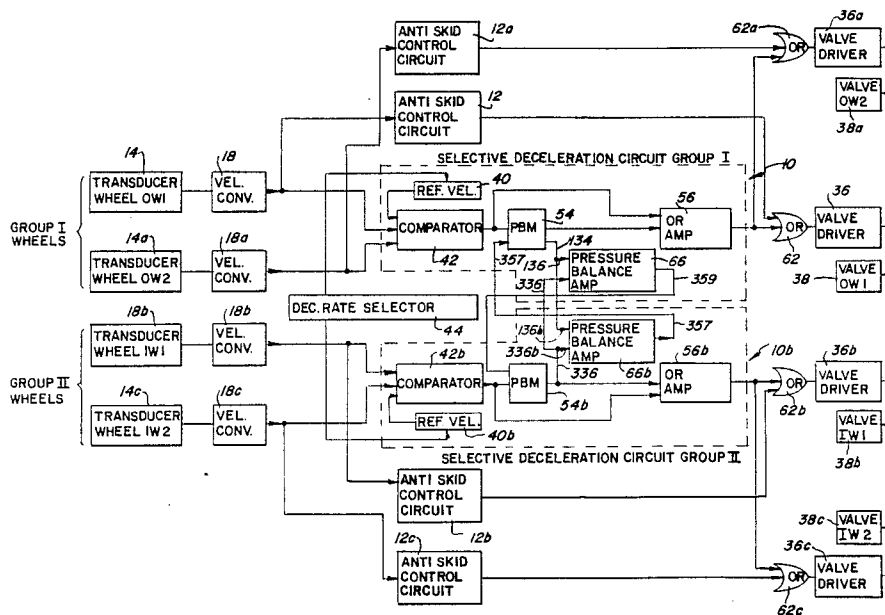 12a
ANTI SKID
CONTROL
CIRCUIT
62a
OR
36a
VALVE
DRIVER
VALVE
OW2
38a
12
ANTI SKID
CONTROL
CIRCUIT
SELECTIVE DECELERATION CIRCUIT GROUP I
10
GROUP I
WHEELS
14
TRANSDUCER
WHEEL OW1
18
VEL.
CONV.
REF. VEL.
40
COMPARATOR
42
54
PBM
56
OR
AMP
OR
62
36
VALVE
DRIVER
14a
TRANSDUCER
WHEEL OW2
18a
VEL.
CONV.
357
134
136
336
PRESSURE
BALANCE
AMP
66
359
38
VALVE
OW1
DEC. RATE SELECTOR
44
GROUP II
WHEELS
18b
TRANSDUCER
WHEEL IW1
18b
VEL.
CONV.
42b
COMPARATOR
PBM
54b
136b
336b
336
PRESSURE
BALANCE
AMP
66b
357
56b
OR
AMP
10b
OR
62b
36b
VALVE
DRIVER
14c
TRANSDUCER
WHEEL IW2
18c
VEL.
CONV.
REF. VEL.
40b
VALVE
IW1
38b
SELECTIVE DECELERATION CIRCUIT GROUP II
ANTI SKID
CONTROL
CIRCUIT
12b
38c
VALVE
IW2
12c
ANTI SKID
CONTROL
CIRCUIT
OR
62c
36c
VALVE
DRIVER